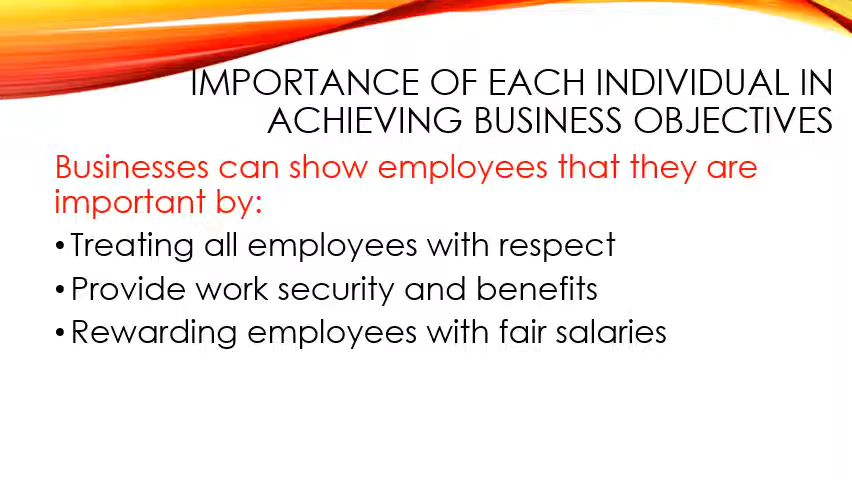 IMPORTANCE OF EACH INDIVIDUAL IN
ACHIEVING BUSINESS OBJECTIVES
Businesses can show employees that they are
important by:
•Treating all employees with respect
•Provide work security and benefits
•Rewarding employees with fair salaries